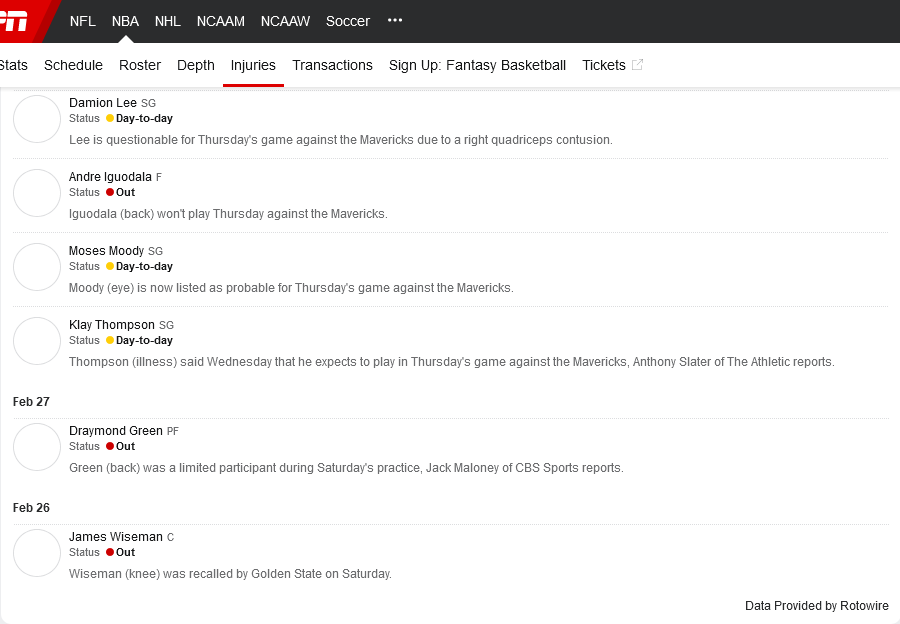 NFL NBA NHL NCAAM NCAAW Soccer •••
Stats Schedule Roster Depth Injuries Transactions Sign Up: Fantasy Basketball Tickets
Damion Lee SG
Status Day-to-day
Lee is questionable for Thursday's game against the Mavericks due to a right quadriceps contusion.
Andre Iguodala F
Status Out
Iguodala (back) won't play Thursday against the Mavericks.
Moses Moody SG
Status Day-to-day
Moody (eye) is now listed as probable for Thursday's game against the Mavericks.
Klay Thompson SG
Status Day-to-day
Thompson (illness) said Wednesday that he expects to play in Thursday's game against the Mavericks, Anthony Slater of The Athletic reports.
Feb 27
Draymond Green PF
Status Out
Green (back) was a limited participant during Saturday's practice, Jack Maloney of CBS Sports reports.
Feb 26
James Wiseman C
Status Out
Wiseman (knee) was recalled by Golden State on Saturday.
Data Provided by Rotowire